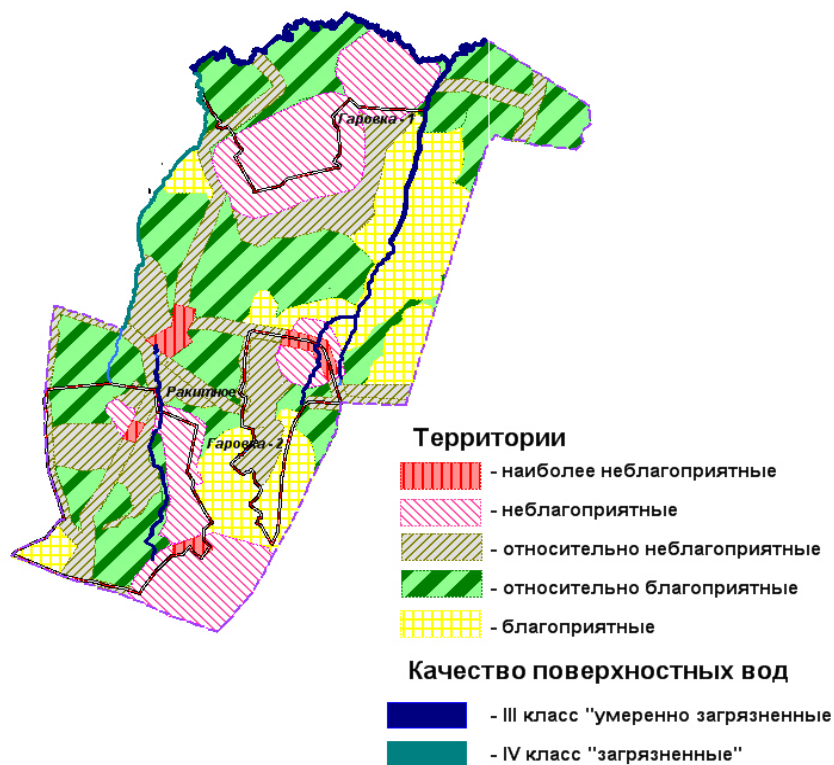 Гаровка - 1
Ракитное
Гаровка - 2
Территории
- наиболее неблагоприятные
- неблагоприятные
- относительно неблагоприятные
- относительно благоприятные
- благоприятные
Качество поверхностных вод
- III класс "умеренно загрязненные
- IV класс "загрязненные"